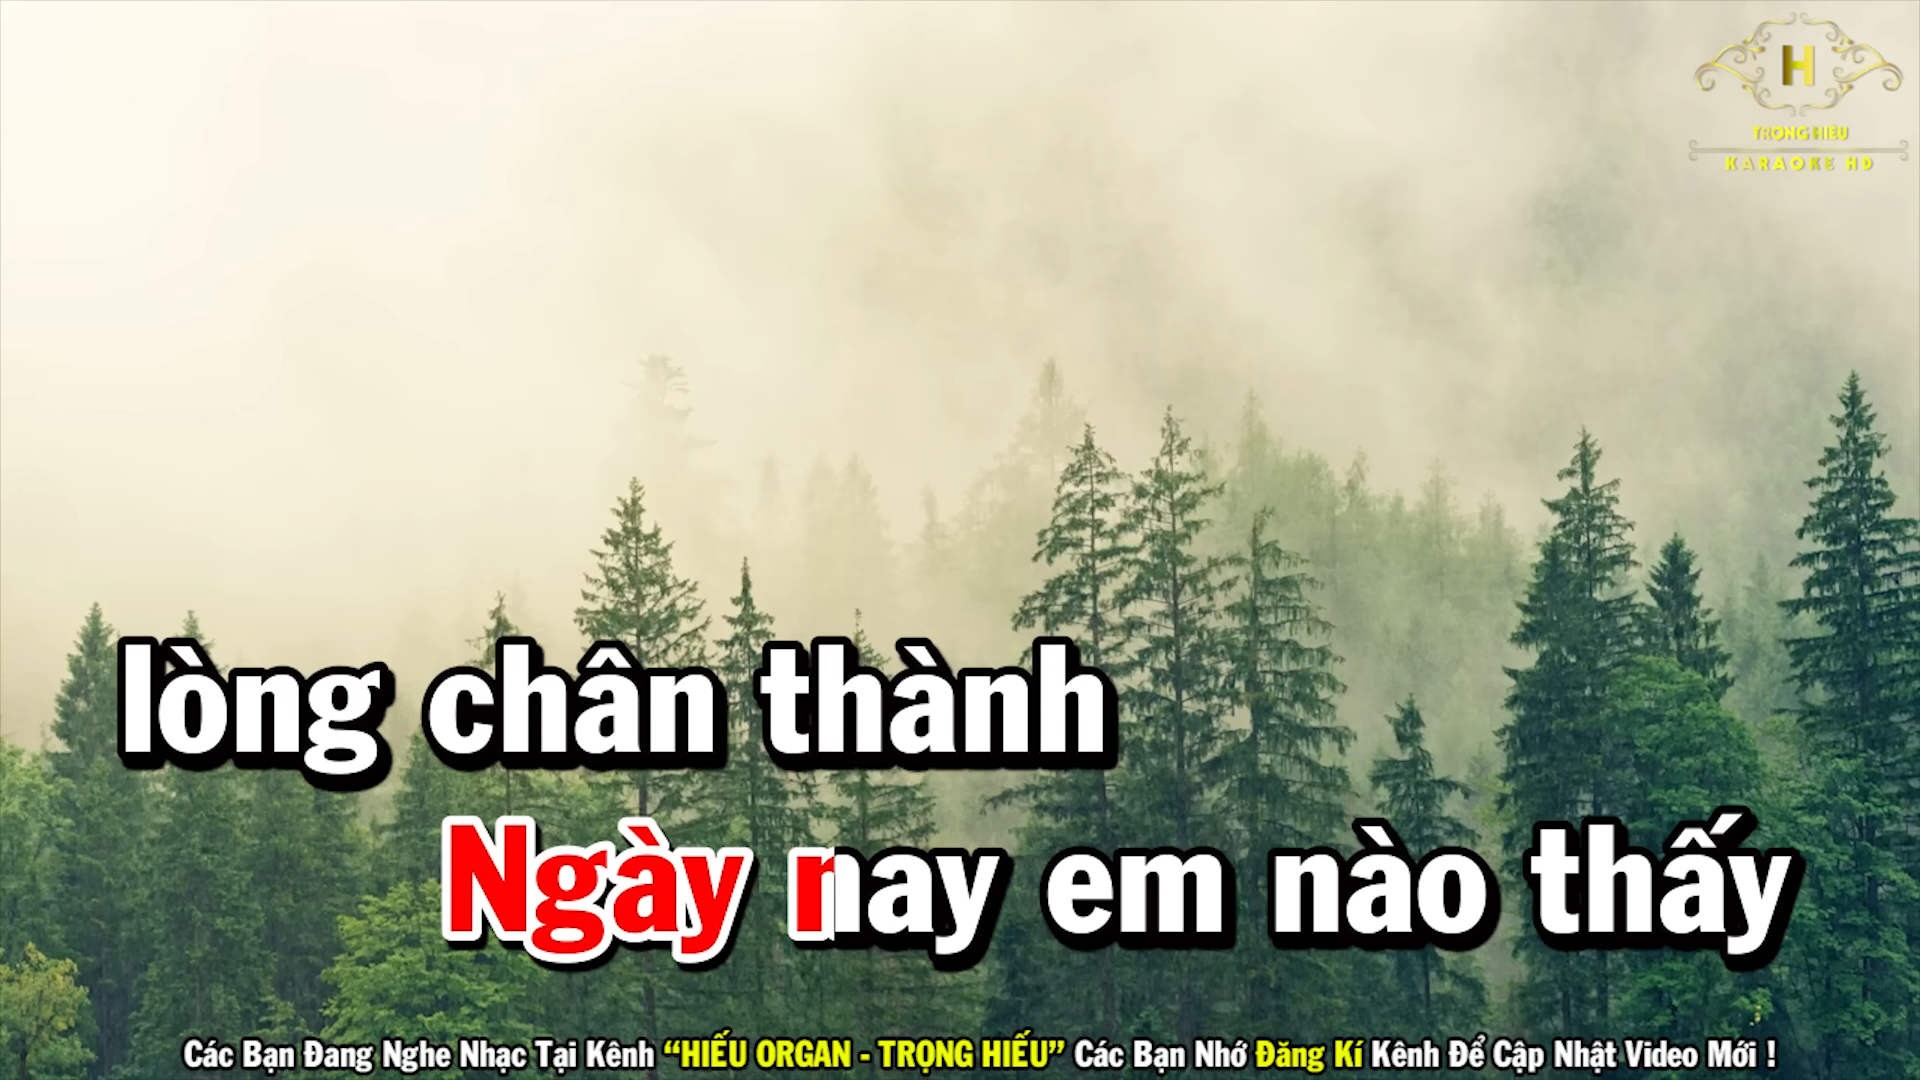 H
TRỌNG HIẾU
KARAOKE HD
lòng chân thành
Ngày nay em nào thấy
Các Bạn Đang Nghe Nhạc Tại Kênh “HIẾU ORGAN - TRỌNG HIẾU” Các Bạn Nhớ Đăng Kí Kênh Để Cập Nhật Video Mới !